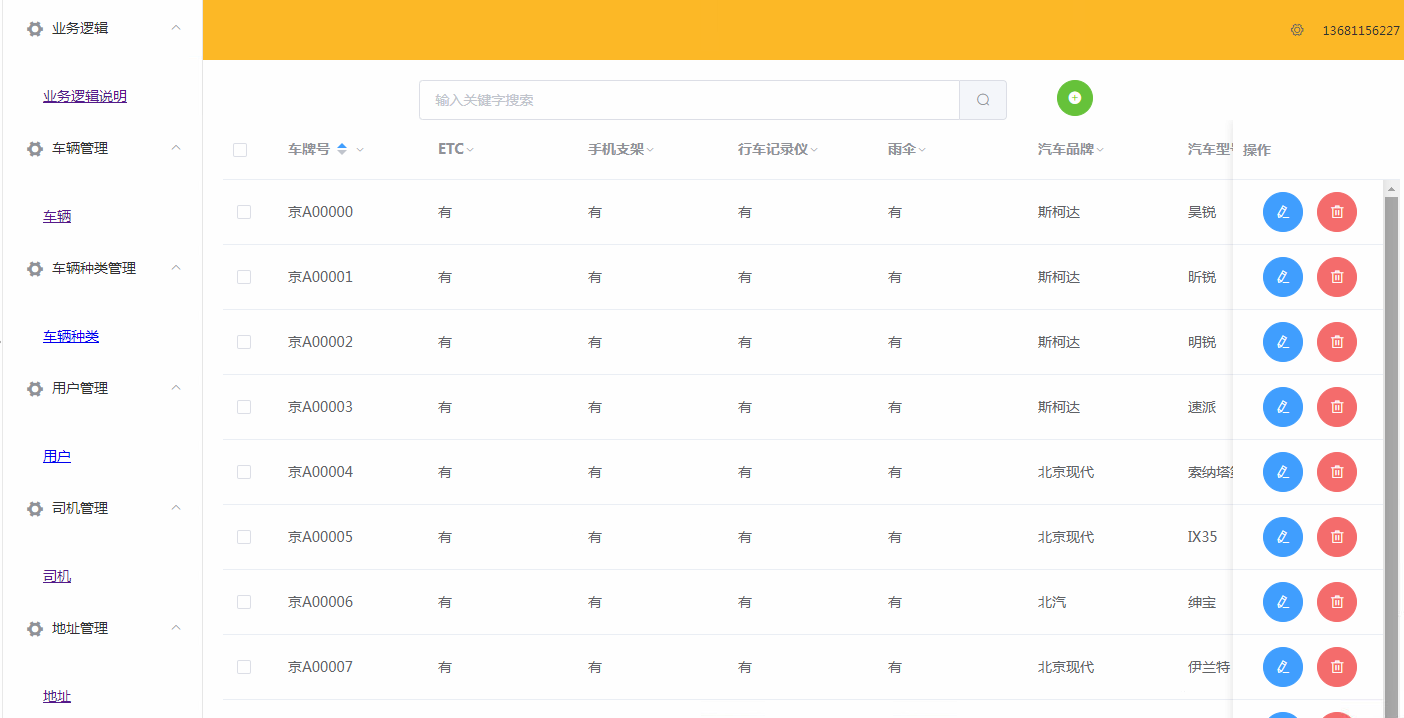 业务逻辑
业务逻辑说明
车辆管理
车辆
车辆种类管理
车辆种类
用户管理
用户
司机管理
司机
地址管理
地址
13681156227
输入关键字搜索
车牌号 ETC 手机支架 行车记录仪 雨伞 汽车品牌 汽车型 操作
京A00000 有 有 有 有 斯柯达 昊锐
京A00001 有 有 有 有 斯柯达 昕锐
京A00002 有 有 有 有 斯柯达 明锐
京A00003 有 有 有 有 斯柯达 速派
京A00004 有 有 有 有 北京现代 索纳塔
京A00005 有 有 有 有 北京现代 IX35
京A00006 有 有 有 有 北汽 绅宝
京A00007 有 有 有 有 北京现代 伊兰特